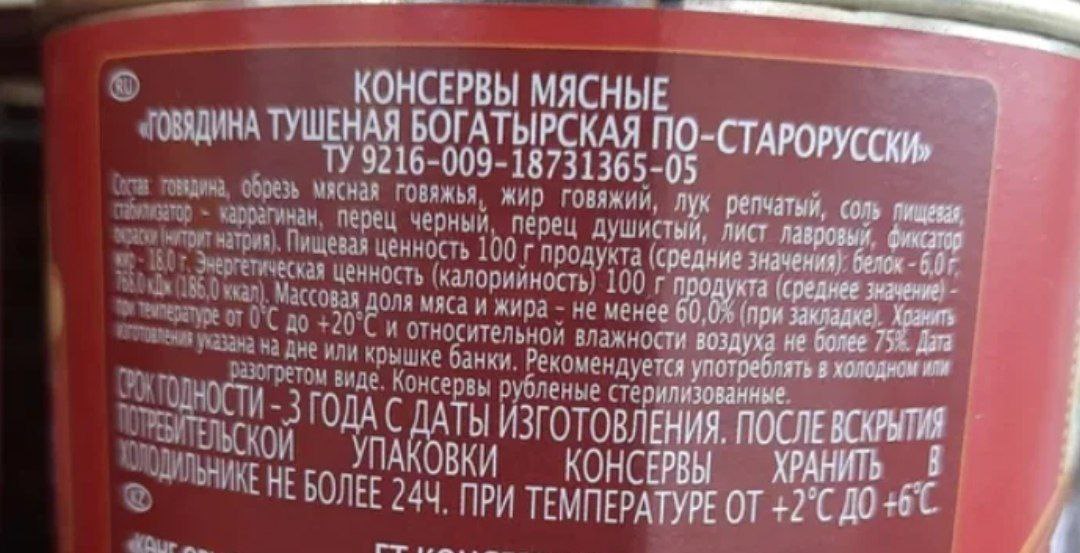 RU
КОНСЕРВЫ МЯСНЫЕ
«ГОВЯДИНА ТУШЕНАЯ БОГАТЫРСКАЯ ПО-СТАРОРУССКИ»
ТУ 9216-009-18731365-05
Состав: говядина, обрезь мясная говяжья, жир говяжий, лук репчатый, соль пищевая,
стабилизатор - каррагинан, перец черный, перец душистый, лист лавровый, фиксатор
окраски (нитрит натрия). Пищевая ценность 100 г продукта (средние значения): белок - 6,0 г,
жир - 18,0 г. Энергетическая ценность (калорийность) 100 г продукта (среднее значение) -
768,0 кДж (186,0 ккал). Массовая доля мяса и жира - не менее 60,0% (при закладке). Хранить
при температуре от 0°С до +20°С и относительной влажности воздуха не более 75%. Дата
изготовления указана на дне или крышке банки. Рекомендуется употреблять в холодном или
разогретом виде. Консервы рубленые стерилизованные.
СРОК ГОДНОСТИ - 3 ГОДА С ДАТЫ ИЗГОТОВЛЕНИЯ. ПОСЛЕ ВСКРЫТИЯ
ПОТРЕБИТЕЛЬСКОЙ УПАКОВКИ КОНСЕРВЫ ХРАНИТЬ В
ХОЛОДИЛЬНИКЕ НЕ БОЛЕЕ 24Ч. ПРИ ТЕМПЕРАТУРЕ ОТ +2°С ДО +6°С.
KZ